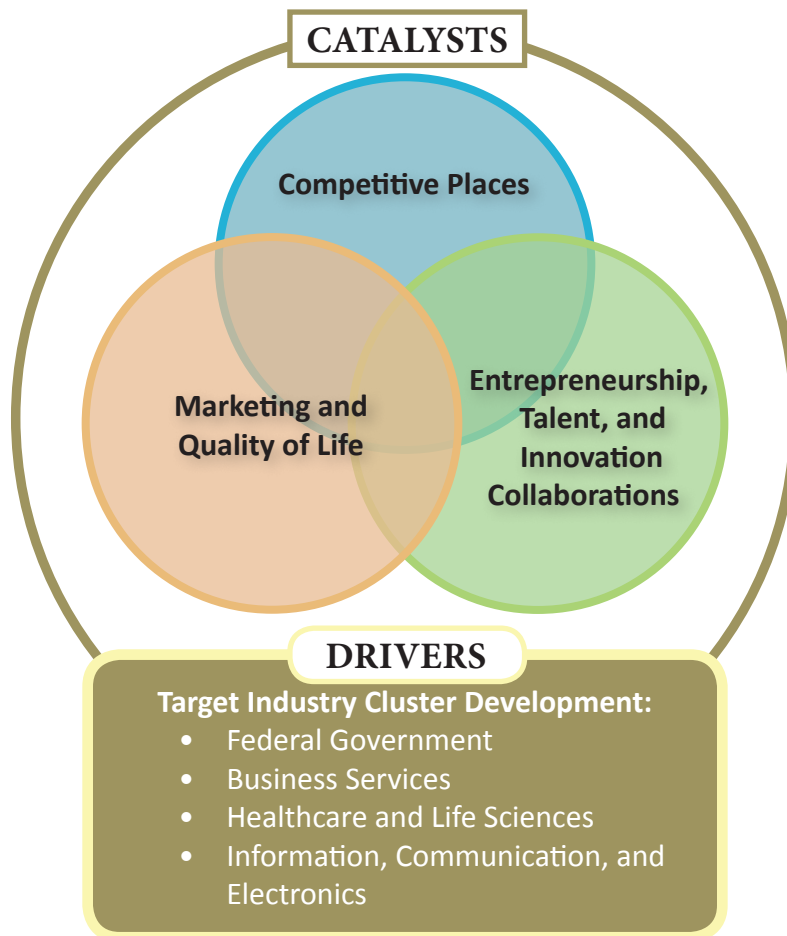 CATALYSTS
Competitive Places
Marketing and
Quality of Life
Entrepreneurship,
Talent, and
Innovation
Collaborations
DRIVERS
Target Industry Cluster Development:
• Federal Government
• Business Services
• Healthcare and Life Sciences
• Information, Communication, and
Electronics